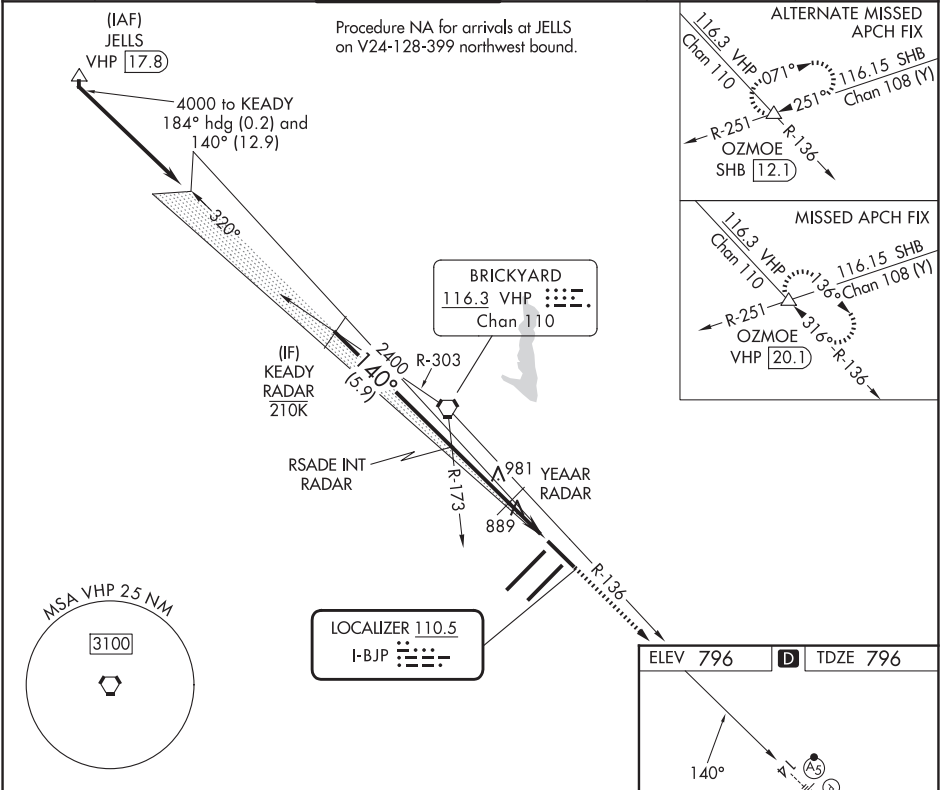 (IAF)
JELLS
VHP 17.8
Procedure NA for arrivals at JELLS
on V24-128-399 northwest bound.
4000 to KEADY
184° hdg (0.2) and
140° (12.9)
320°
BRICKYARD
116.3 VHP
Chan 110
(IF)
KEADY
RADAR
210K
2400
140°
(5.9)
R-303
RSADE INT
RADAR
R-173
981
YEAAR
RADAR
889
R-136
LOCALIZER 110.5
I-BJP
MSA VHP 25 NM
3100
ALTERNATE MISSED
APCH FIX
116.3 VHP
Chan 110
071°
251°
116.15 SHB
Chan 108 (Y)
R-251
R-136
OZMOE
SHB 12.1
MISSED APCH FIX
116.3 VHP
Chan 110
136°
116.15 SHB
Chan 108 (Y)
R-251
316°
R-136
OZMOE
VHP 20.1
ELEV 796
D
TDZE 796
140°
14
A5